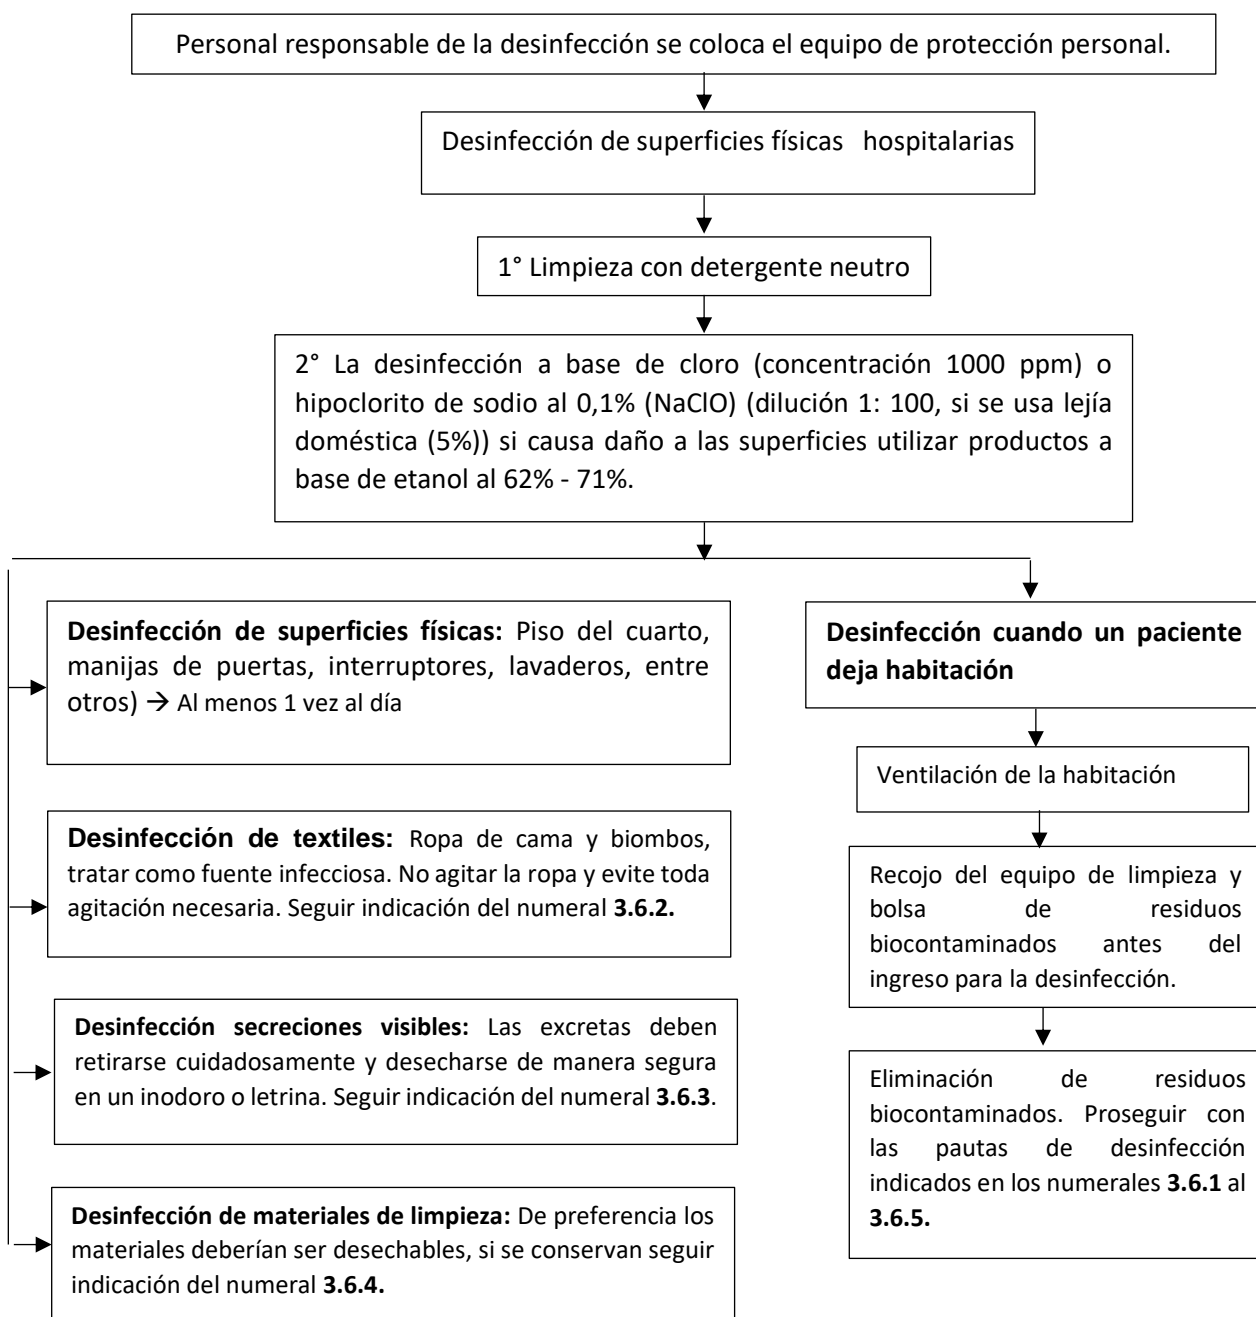 Personal responsable de la desinfección se coloca el equipo de protección personal.
Desinfección de superficies físicas hospitalarias
1° Limpieza con detergente neutro
2° La desinfección a base de cloro (concentración 1000 ppm) o
hipoclorito de sodio al 0,1% (NaClO) (dilución 1: 100, si se usa lejía
doméstica (5%)) si causa daño a las superficies utilizar productos a
base de etanol al 62% - 71%.
Desinfección de superficies físicas: Piso del cuarto,
manijas de puertas, interruptores, lavaderos, entre
otros) → Al menos 1 vez al día
Desinfección de textiles: Ropa de cama y biombos,
tratar como fuente infecciosa. No agitar la ropa y evite toda
agitación necesaria. Seguir indicación del numeral 3.6.2.
Desinfección secreciones visibles: Las excretas deben
retirarse cuidadosamente y desecharse de manera segura
en un inodoro o letrina. Seguir indicación del numeral 3.6.3.
Desinfección de materiales de limpieza: De preferencia los
materiales deberían ser desechables, si se conservan seguir
indicación del numeral 3.6.4.
Desinfección cuando un paciente
deja habitación
Ventilación de la habitación
Recojo del equipo de limpieza y
bolsa de residuos
biocontaminados antes del
ingreso para la desinfección.
Eliminación de residuos
biocontaminados. Proseguir con
las pautas de desinfección
indicados en los numerales 3.6.1 al
3.6.5.